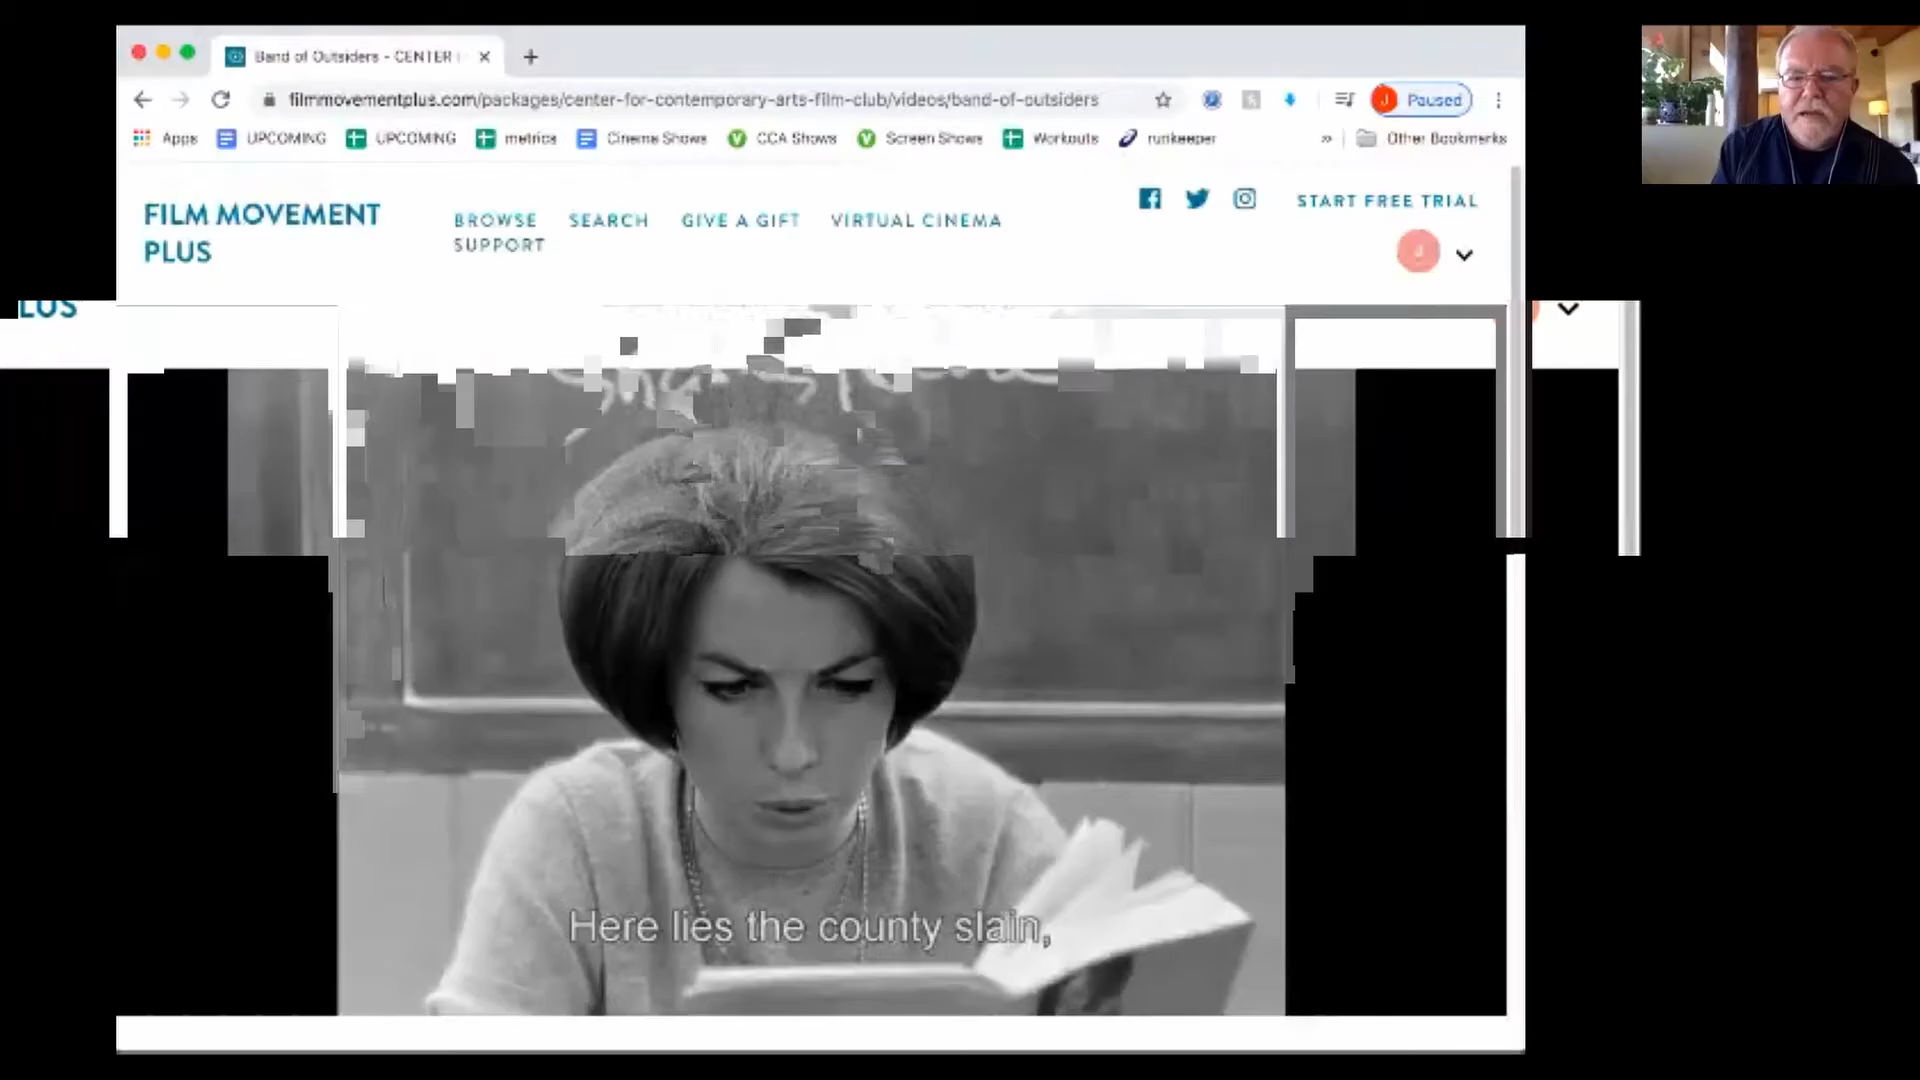 Band of Outsiders - CENTER
filmmovementplus.com/packages/center-for-contemporary-arts-film-club/videos/band-of-outsiders
J Paused
Apps UPCOMING UPCOMING metrics Cinema Shows CCA Shows Screen Shows Workouts runkeeper » Other Bookmarks
FILM MOVEMENT
PLUS
BROWSE SEARCH GIVE A GIFT VIRTUAL CINEMA
SUPPORT
START FREE TRIAL
J
LUS
Here lies the county slain,